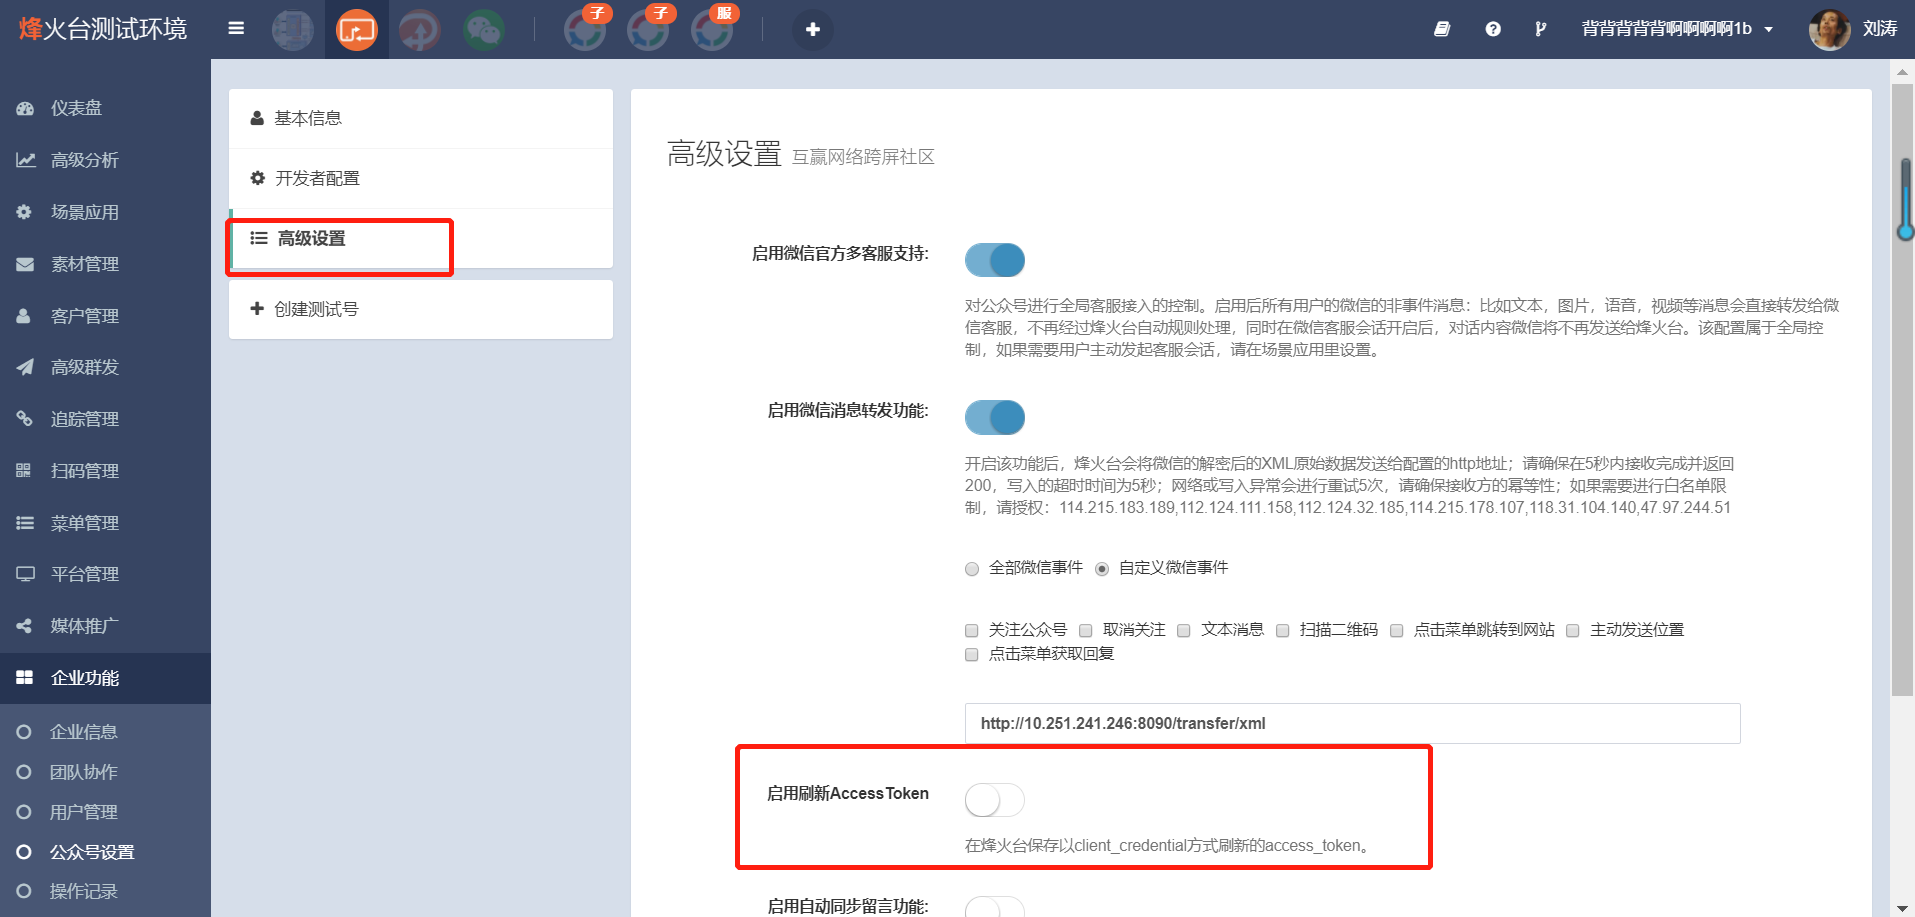 烽火台测试环境
子
子
服
背背背背背啊啊啊啊1b
刘涛
仪表盘
高级分析
场景应用
素材管理
客户管理
高级群发
追踪管理
扫码管理
菜单管理
平台管理
媒体推广
企业功能
企业信息
团队协作
用户管理
公众号设置
操作记录
基本信息
开发者配置
高级设置
创建测试号
高级设置 互赢网络跨屏社区
启用微信官方多客服支持:
对公众号进行全局客服接入的控制。启用后所有用户的微信的非事件消息：比如文本，图片，语音，视频等消息会直接转发给微
信客服，不再经过烽火台自动规则处理，同时在微信客服会话开启后，对话内容微信将不再发送给烽火台。该配置属于全局控
制，如果需要用户主动发起客服会话，请在场景应用里设置。
启用微信消息转发功能:
开启该功能后，烽火台会将微信的解密后的XML原始数据发送给配置的http地址；请确保在5秒内接收完成并返回
200，写入的超时时间为5秒；网络或写入异常会进行重试5次，请确保接收方的幂等性；如果需要进行白名单限
制，请授权：114.215.183.189,112.124.111.158,112.124.32.185,114.215.178.107,118.31.104.140,47.97.244.51
全部微信事件 自定义微信事件
关注公众号 取消关注 文本消息 扫描二维码 点击菜单跳转到网站 主动发送位置
点击菜单获取回复
http://10.251.241.246:8090/transfer/xml
启用刷新AccessToken
在烽火台保存以client_credential方式刷新的access_token。
启用自动同步留言功能: